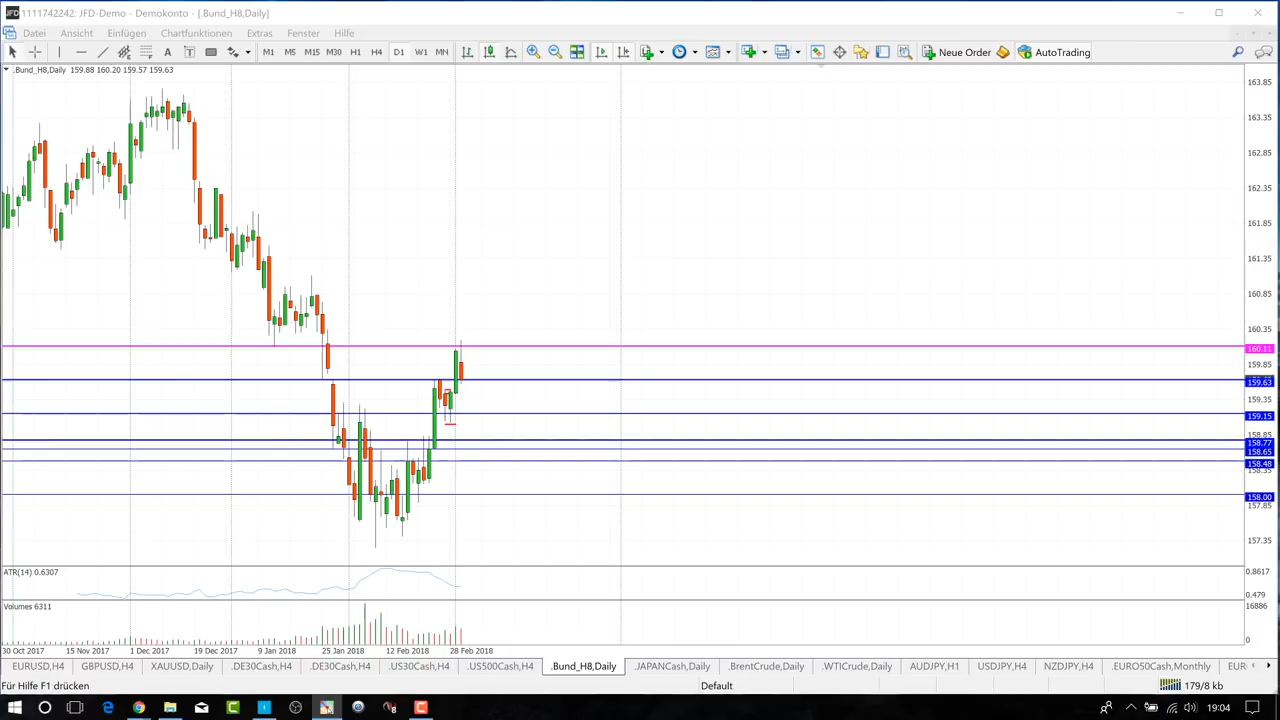 JFD 1111742242: JFD-Demo - Demokonto - [.Bund_H8,Daily]
Datei Ansicht Einfügen Chartfunktionen Extras Fenster Hilfe
A T M1 M5 M15 M30 H1 H4 D1 W1 MN Neue Order AutoTrading
.Bund_H8,Daily 159.88 160.20 159.57 159.63
163.85
163.35
162.85
162.35
161.85
161.35
160.85
160.35
160.11
159.85
159.63
159.35
159.15
158.85
158.77
158.65
158.48
158.35
158.00
157.85
157.35
ATR(14) 0.6307
0.8617
0.479
Volumes 6311
16886
0
30 Oct 2017 15 Nov 2017 1 Dec 2017 19 Dec 2017 9 Jan 2018 25 Jan 2018 12 Feb 2018 28 Feb 2018
EURUSD,H4 GBPUSD,H4 XAUUSD,Daily .DE30Cash,H4 .DE30Cash,H4 .US30Cash,H4 .US500Cash,H4 .Bund_H8,Daily .JAPANCash,Daily .BrentCrude,Daily .WTICrude,Daily AUDJPY,H1 USDJPY,H4 NZDJPY,H4 .EURO50Cash,Monthly EUR
Für Hilfe F1 drücken Default 179/8 kb
19:04